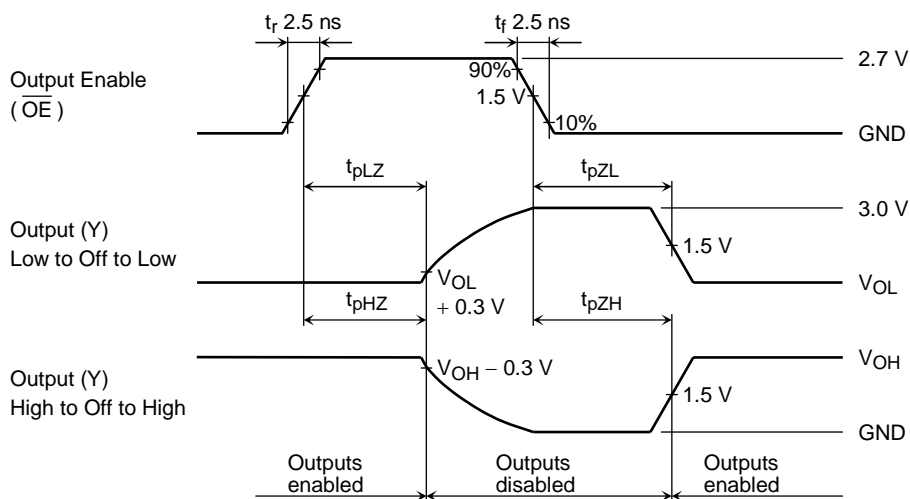 tr 2.5 ns
tf 2.5 ns
Output Enable
( OE )
90%
1.5 V
10%
2.7 V
GND
tpLZ
tpZL
Output (Y)
Low to Off to Low
3.0 V
1.5 V
VOL
VOL
+ 0.3 V
tpHZ
tpZH
Output (Y)
High to Off to High
VOH − 0.3 V
VOH
1.5 V
GND
Outputs
enabled
Outputs
disabled
Outputs
enabled